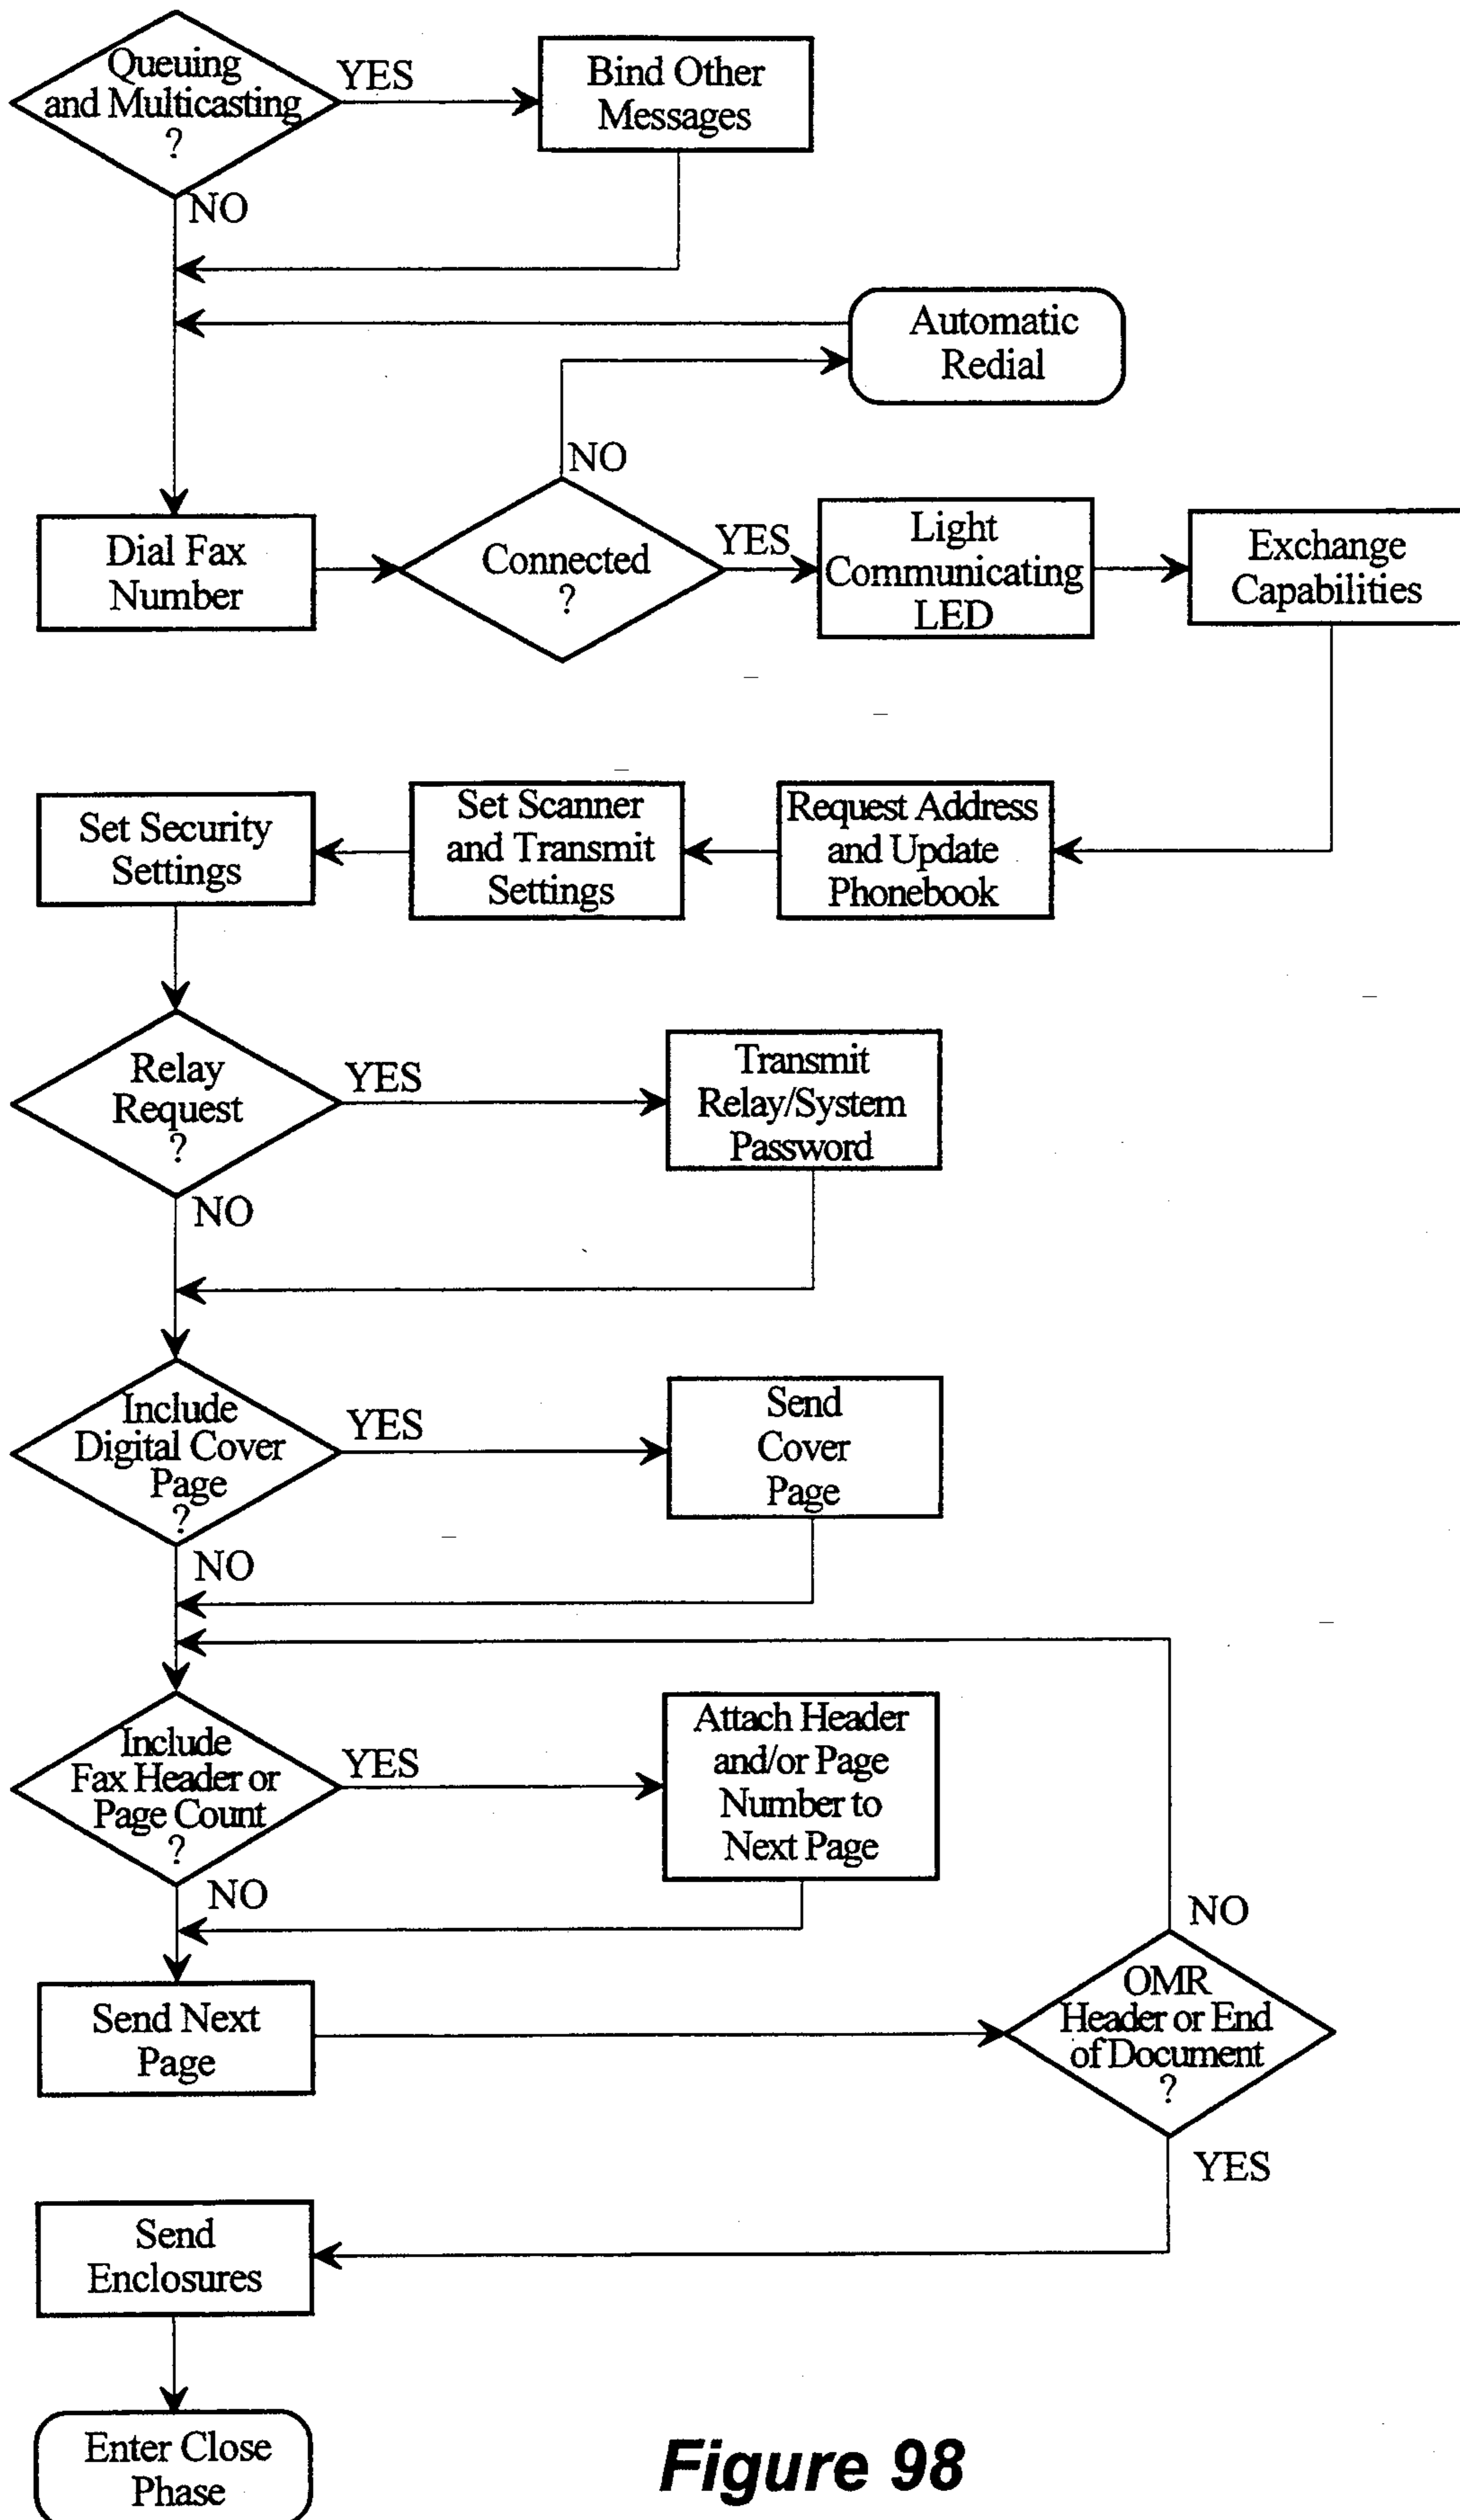 Queuing
and Multicasting
?
YES
Bind Other
Messages
NO
Automatic
Redial
NO
Dial Fax
Number
Connected
?
YES
Light
Communicating
LED
Exchange
Capabilities
Set Security
Settings
Set Scanner
and Transmit
Settings
Request Address
and Update
Phonebook
Relay
Request
?
YES
Transmit
Relay/System
Password
NO
Include
Digital Cover
Page
?
YES
Send
Cover
Page
NO
Include
Fax Header or
Page Count
?
YES
Attach Header
and/or Page
Number to
Next Page
NO
NO
Send Next
Page
OMR
Header or End
of Document
?
YES
Send
Enclosures
Enter Close
Phase
Figure 98